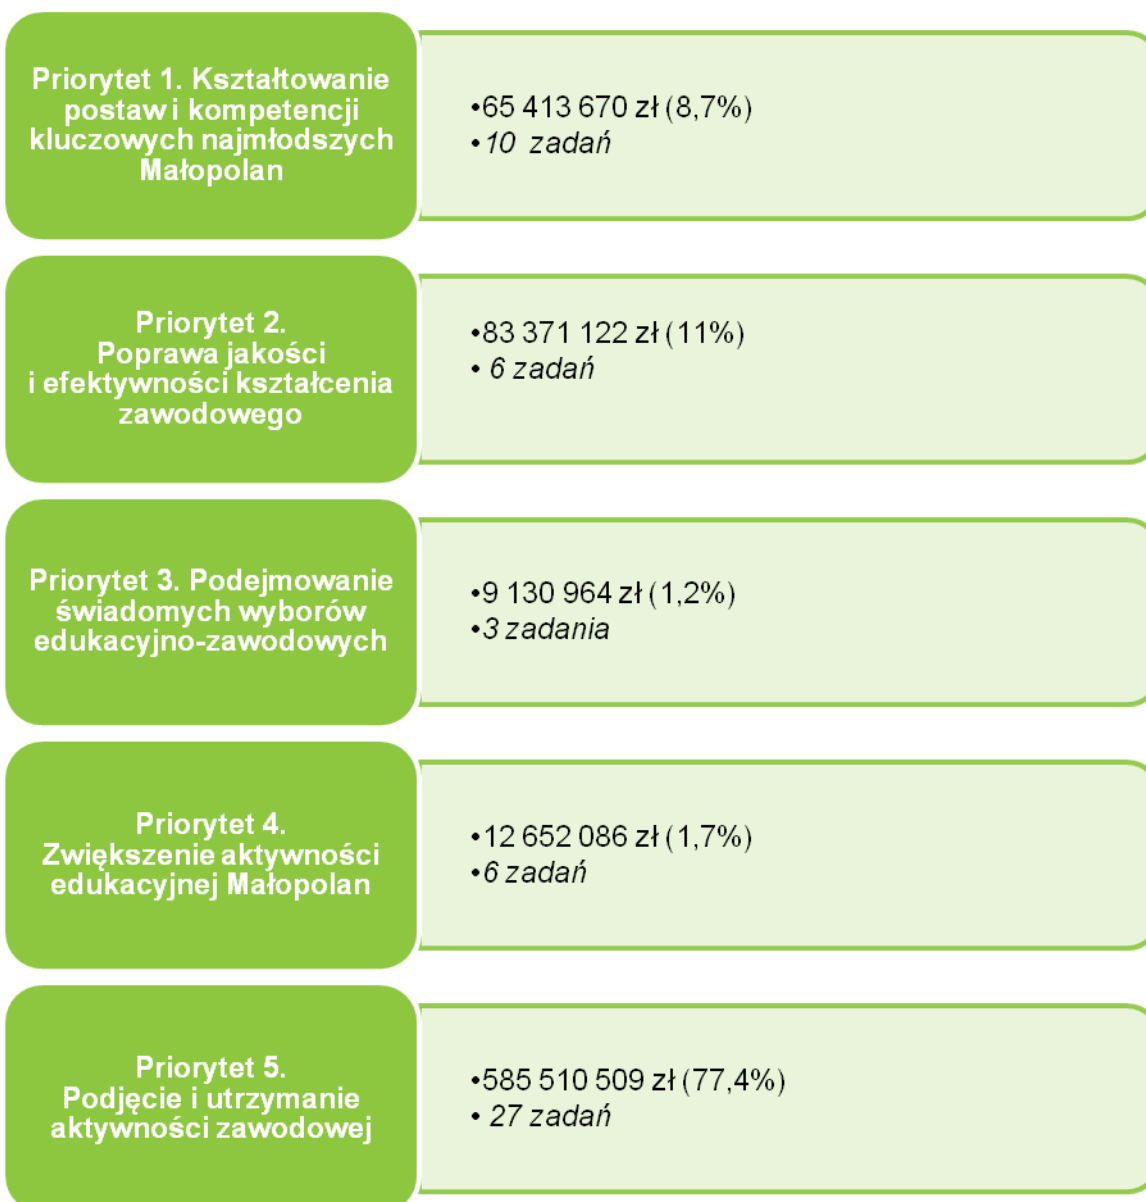 Priorytet 1. Kształtowanie
postaw i kompetencji
kluczowych najmłodszych
Małopolan
•65 413 670 zł (8,7%)
•10 zadań
Priorytet 2.
Poprawa jakości
i efektywności kształcenia
zawodowego
•83 371 122 zł (11%)
• 6 zadań
Priorytet 3. Podejmowanie
świadomych wyborów
edukacyjno-zawodowych
•9 130 964 zł (1,2%)
•3 zadania
Priorytet 4.
Zwiększenie aktywności
edukacyjnej Małopolan
•12 652 086 zł (1,7%)
•6 zadań
Priorytet 5.
Podjęcie i utrzymanie
aktywności zawodowej
•585 510 509 zł (77,4%)
• 27 zadań